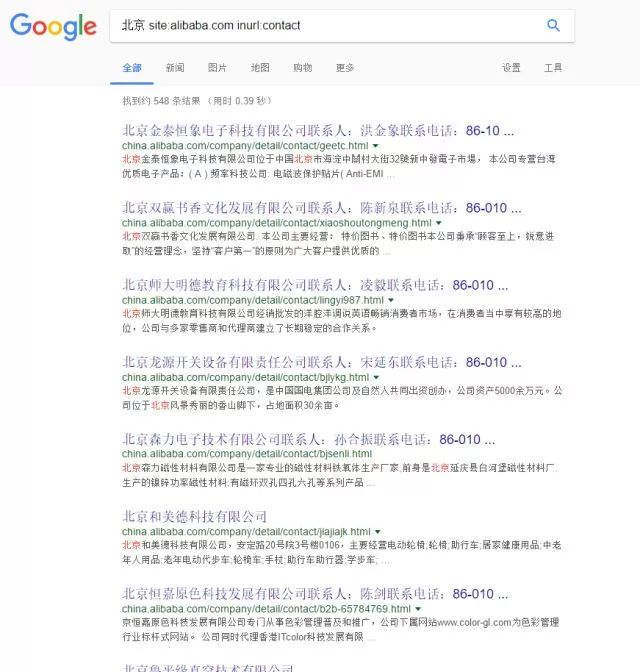 Google
北京 site:alibaba.com inurl:contact
全部 新闻 图片 地图 购物 更多 设置 工具
找到约 548 条结果 （用时 0.39 秒）
北京金泰恒象电子科技有限公司联系人：洪金象联系电话：86-10 ...
china.alibaba.com/company/detail/contact/geetc.html
北京金泰恒象电子科技有限公司位于中国北京市海淀中關村大街32號新中發電子市場， 本公司专营台湾
优质电子产品：( A ) 频率科技公司: 电磁波保护贴片( Anti-EMI ...
北京双赢书香文化发展有限公司联系人：陈新泉联系电话：86-010 ...
china.alibaba.com/company/detail/contact/xiaoshoutongmeng.html
北京双赢书香文化发展有限公司. 本公司主要经营： 特价图书、特价图书本公司秉承“顾客至上，锐意进
取”的经营理念，坚持“客户第一”的原则为广大客户提供优质的 ...
北京师大明德教育科技有限公司联系人：凌毅联系电话：86-010 ...
china.alibaba.com/company/detail/contact/lingyi987.html
北京师大明德教育科技有限公司经销批发的洋腔洋调说英语畅销消费者市场，在消费者当中享有较高的地
位，公司与多家零售商和代理商建立了长期稳定的合作关系。
北京龙源开关设备有限责任公司联系人：宋延东联系电话：86-010 ...
china.alibaba.com/company/detail/contact/bjlykg.html
北京龙源开关设备有限责任公司，是中国国电集团公司及自然人共同出资创办，公司资产5000余万元。公
司位于北京风景秀丽的香山脚下，占地面积30余亩。
北京森力电子技术有限公司联系人：孙合振联系电话：86-010 ...
china.alibaba.com/company/detail/contact/bjsenli.html
北京森力磁性材料有限公司是一家专业的磁性材料铁氧体生产厂家,前身是北京延庆县白河堡磁性材料厂.
生产的镍锌功率磁性材料:有磁环双孔四孔六孔等系列产品 ...
北京和美德科技有限公司
china.alibaba.com/company/detail/contact/jiajiajk.html
北京和美德科技有限公司，安定路20号院3号楼0106，主要经营电动轮椅;轮椅;助行车;居家健康用品;中老
年人用品;老年电动代步车;轮椅车;手杖;助行车助行器;学步车; ...
北京恒嘉原色科技发展有限公司联系人：陈剑联系电话：86-010 ...
china.alibaba.com/company/detail/contact/b2b-65784769.html
京恒嘉原色科技发展有限公司专门从事色彩管理普及和推广，公司下属网站www.color-gl.com为色彩管理
行业标杆式网站。 公司同时代理香港ITcolor科技发展有限 ...